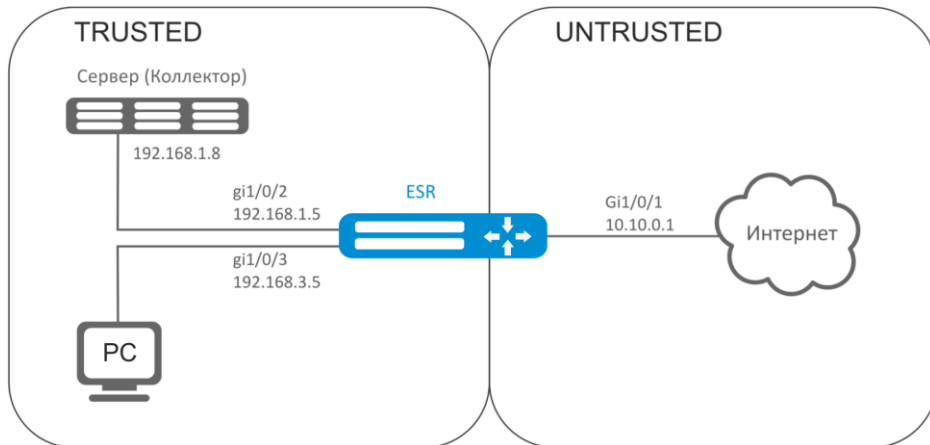 TRUSTED
UNTRUSTED
Сервер (Коллектор)
192.168.1.8
gi1/0/2
192.168.1.5
ESR
Gi1/0/1
10.10.0.1
Интернет
gi1/0/3
192.168.3.5
PC